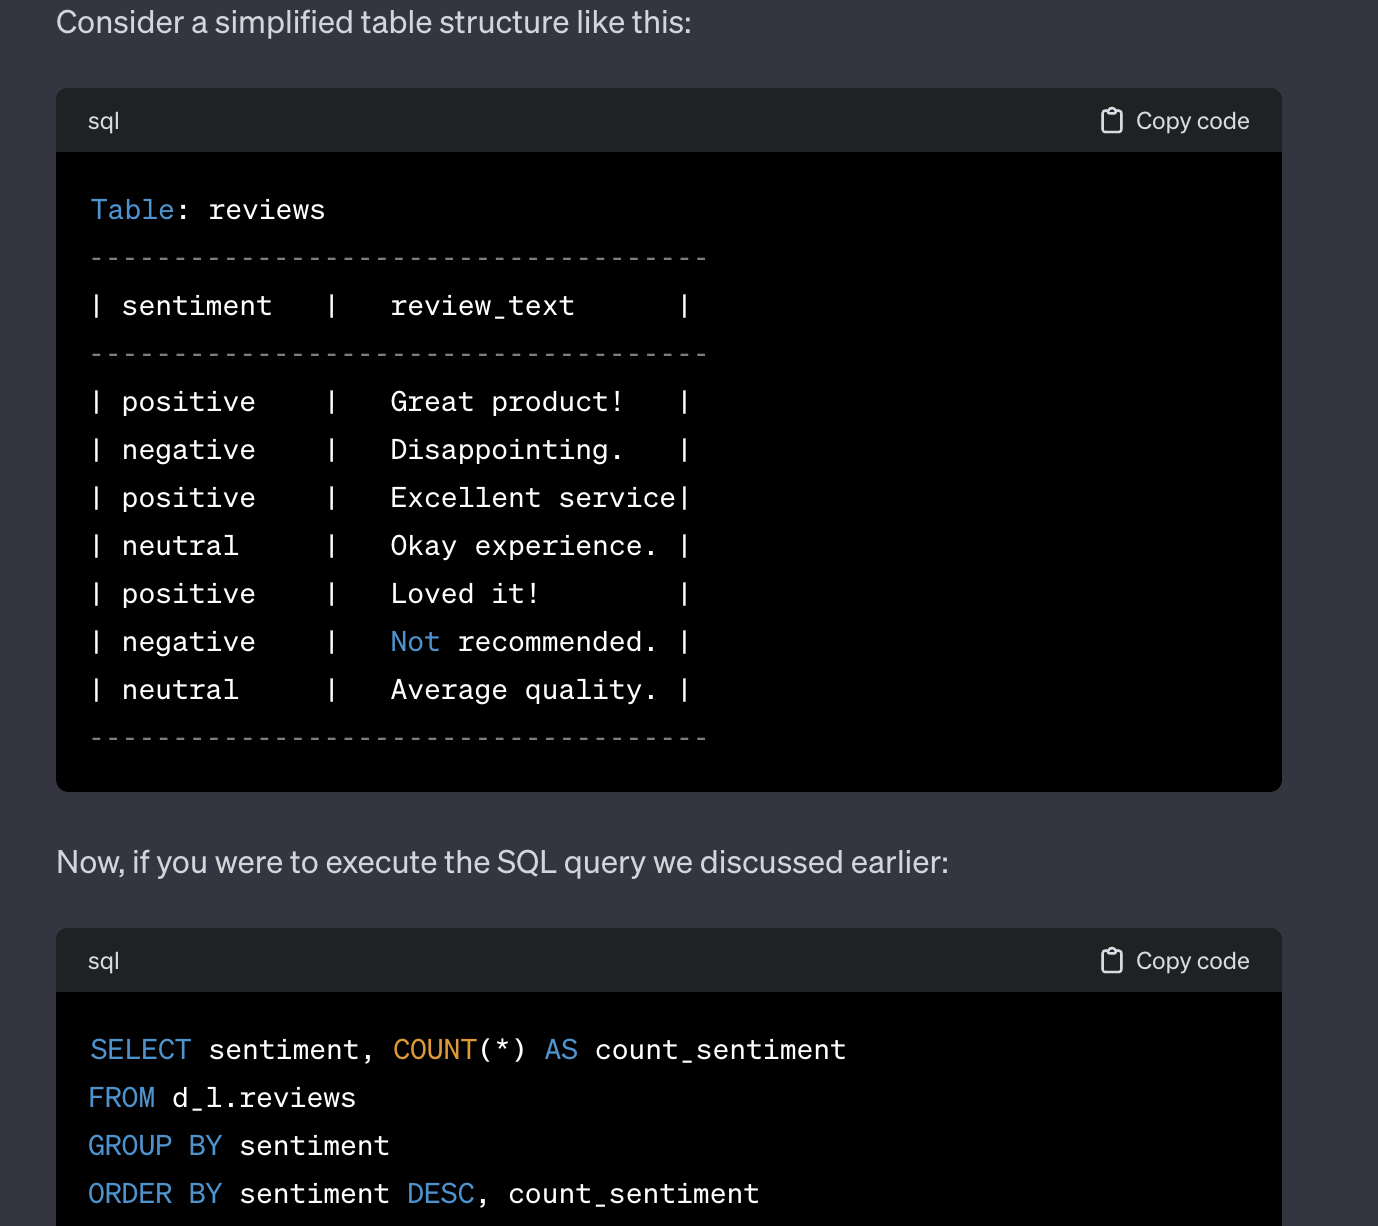 Consider a simplified table structure like this:
sql Copy code
Table: reviews
-------------------------------------
| sentiment   |   review_text      |
-------------------------------------
| positive    |   Great product!   |
| negative    |   Disappointing.   |
| positive    |   Excellent service|
| neutral     |   Okay experience. |
| positive    |   Loved it!        |
| negative    |   Not recommended. |
| neutral     |   Average quality. |
-------------------------------------
Now, if you were to execute the SQL query we discussed earlier:
sql Copy code
SELECT sentiment, COUNT(*) AS count_sentiment
FROM d_l.reviews
GROUP BY sentiment
ORDER BY sentiment DESC, count_sentiment